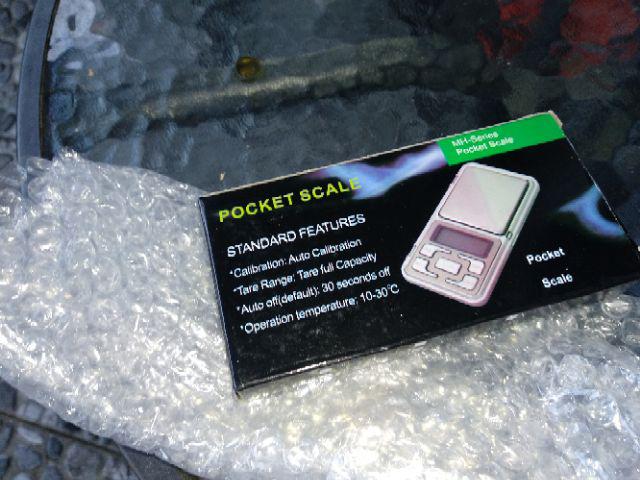 MH-Series
Pocket Scale
POCKET SCALE
STANDARD FEATURES
*Calibration: Auto Calibration
*Tare Range: Tare full Capacity
*Auto off(default): 30 seconds off
*Operation temperature: 10-30°C
Pocket
Scale